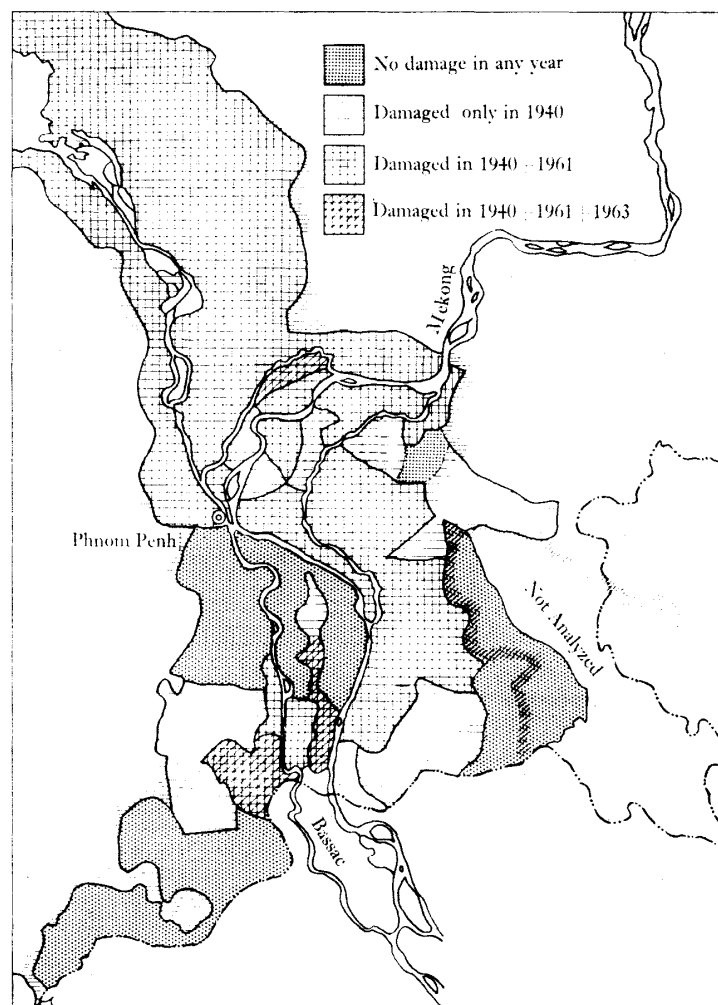 No damage in any year
Damaged only in 1940
Damaged in 1940 1961
Damaged in 1940 1961 1963
Mekong
Phnom Penh
Not Analyzed
Bassac